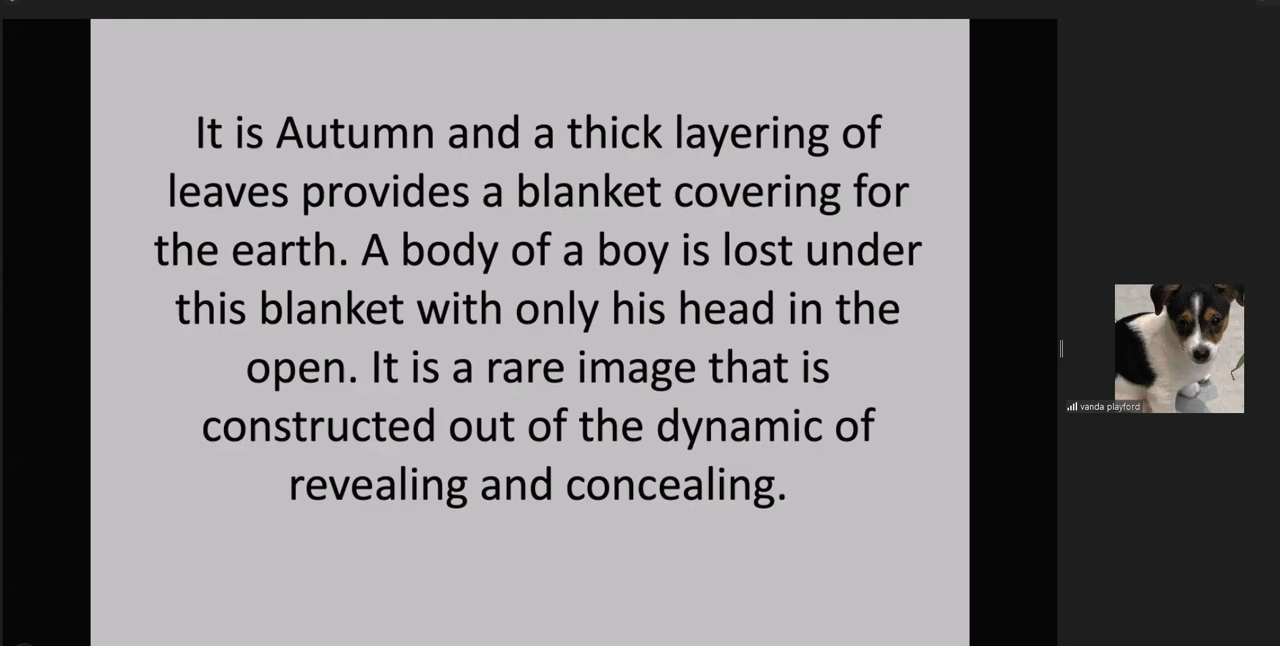 It is Autumn and a thick layering of
leaves provides a blanket covering for
the earth. A body of a boy is lost under
this blanket with only his head in the
open. It is a rare image that is
constructed out of the dynamic of
revealing and concealing.
vanda playford